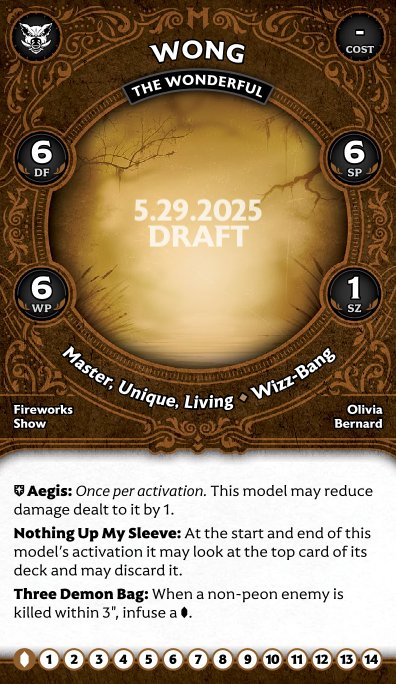 M
WONG
-
COST
THE WONDERFUL
6
DF
6
SP
5.29.2025
DRAFT
6
WP
1
SZ
Master, Unique, Living ◆ Wizz-Bang
Fireworks
Show
Olivia
Bernard
Aegis: Once per activation. This model may reduce
damage dealt to it by 1.
Nothing Up My Sleeve: At the start and end of this
model's activation it may look at the top card of its
deck and may discard it.
Three Demon Bag: When a non-peon enemy is
killed within 3", infuse a .
1 2 3 4 5 6 7 8 9 10 11 12 13 14